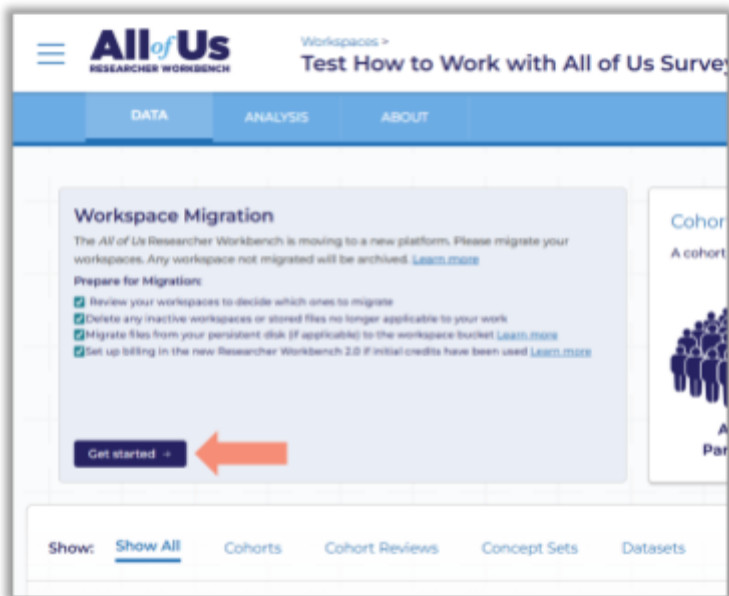 All of Us
RESEARCHER WORKBENCH
Workspaces >
Test How to Work with All of Us Survey
DATA
ANALYSIS
ABOUT
Workspace Migration
The All of Us Researcher Workbench is moving to a new platform. Please migrate your
workspaces. Any workspace not migrated will be archived. Learn more
Prepare for Migration:
Review your workspaces to decide which ones to migrate
Delete any inactive workspaces or stored files no longer applicable to your work
Migrate files from your persistent disk (if applicable) to the workspace bucket Learn more
Set up billing in the new Researcher Workbench 2.0 if initial credits have been used Learn more
Get started →
Cohor
A cohort
A
Par
Show:
Show All
Cohorts
Cohort Reviews
Concept Sets
Datasets